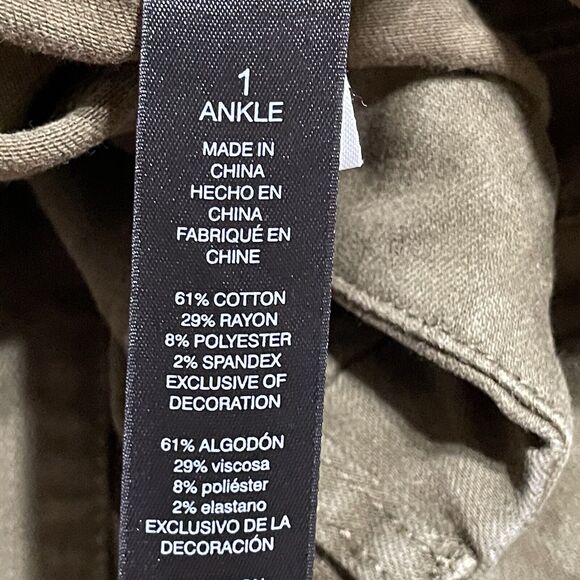 1
ANKLE
MADE IN
CHINA
HECHO EN
CHINA
FABRIQUÉ EN
CHINE
61% COTTON
29% RAYON
8% POLYESTER
2% SPANDEX
EXCLUSIVE OF
DECORATION
61% ALGODÓN
29% viscosa
8% poliéster
2% elastano
EXCLUSIVO DE LA
DECORACIÓN